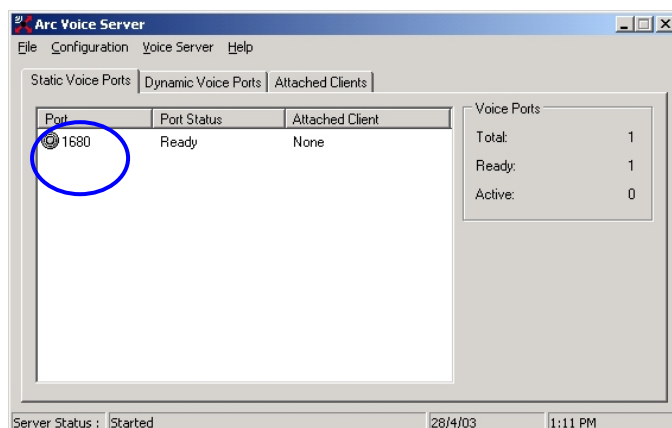 Arc Voice Server
File Configuration Voice Server Help
Static Voice Ports Dynamic Voice Ports Attached Clients
Port Port Status Attached Client
1680 Ready None
Voice Ports
Total: 1
Ready: 1
Active: 0
Server Status : Started 28/4/03 1:11 PM